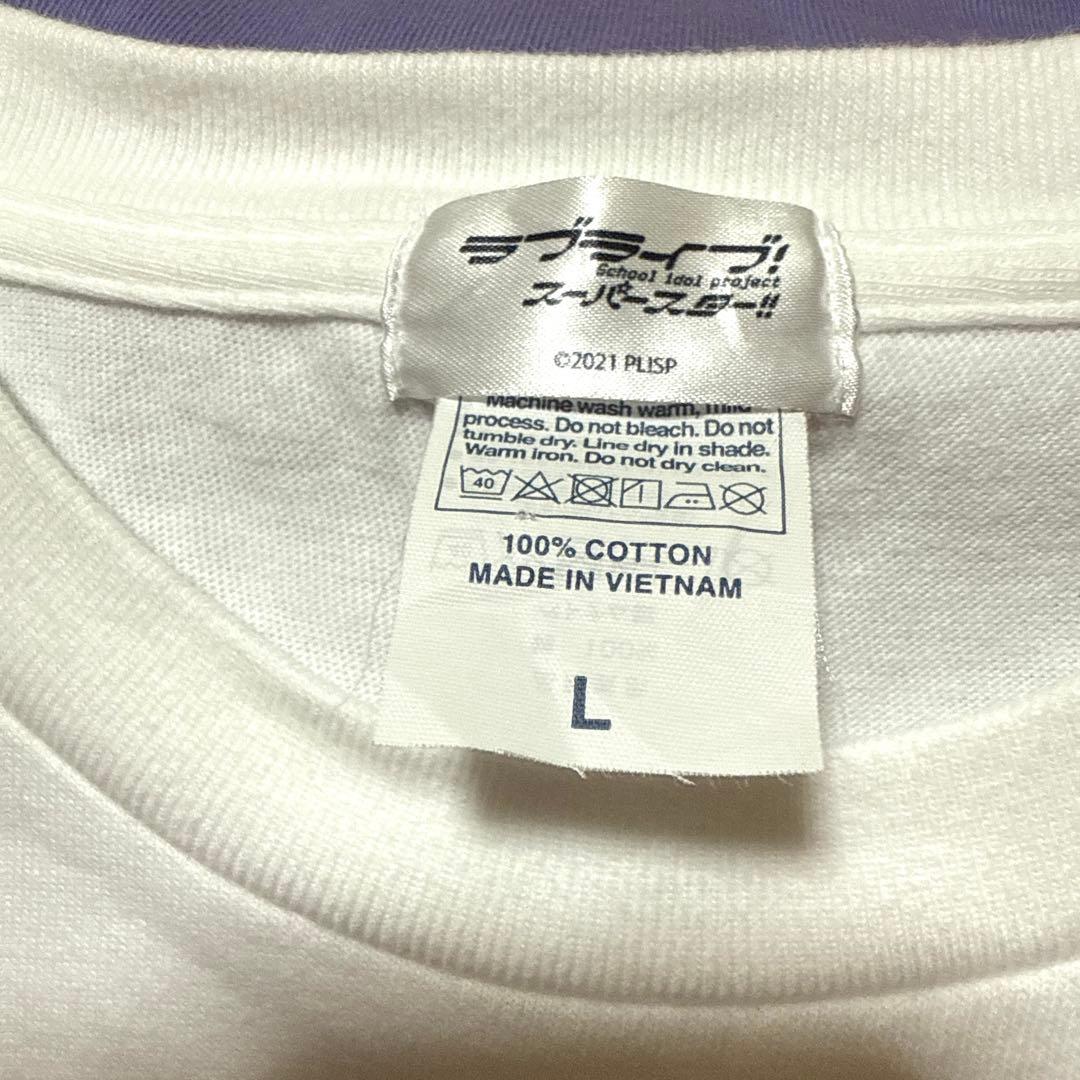 ラブライブ!
School idol project
スーパースター!!
©2021 PLISP
Machine wash warm, mild
process. Do not bleach. Do not
tumble dry. Line dry in shade.
Warm iron. Do not dry clean.
40
100% COTTON
MADE IN VIETNAM
L